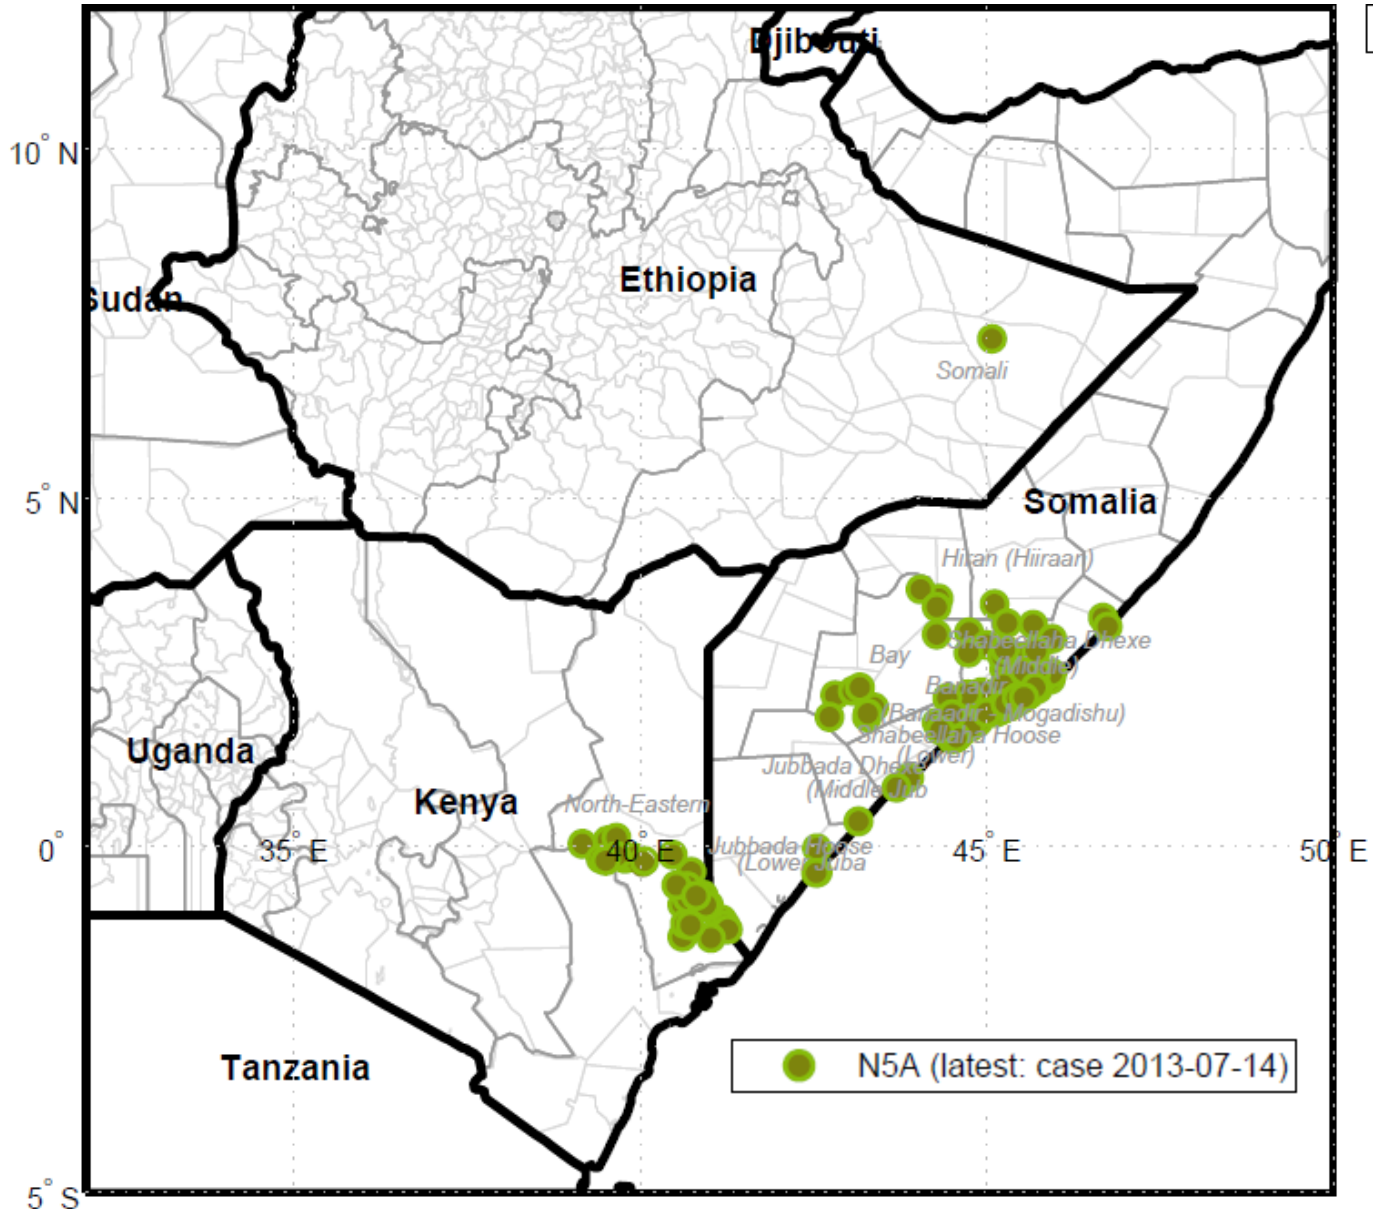 Djibouti
10° N
Ethiopia
Sudan
Somali
5° N
Somalia
Hiran (Hiiraan)
Shabeellaha Dhexe
(Middle)
Bay
Banadir
(Banaadir - Mogadishu)
Shabeellaha Hoose
(Lower)
Uganda
Jubbada Dhexe
(Middle Jub
Kenya
North-Eastern
Jubbada Hoose
(Lower Juba
0°
35° E
40° E
45° E
50° E
Tanzania
N5A (latest: case 2013-07-14)
5° S